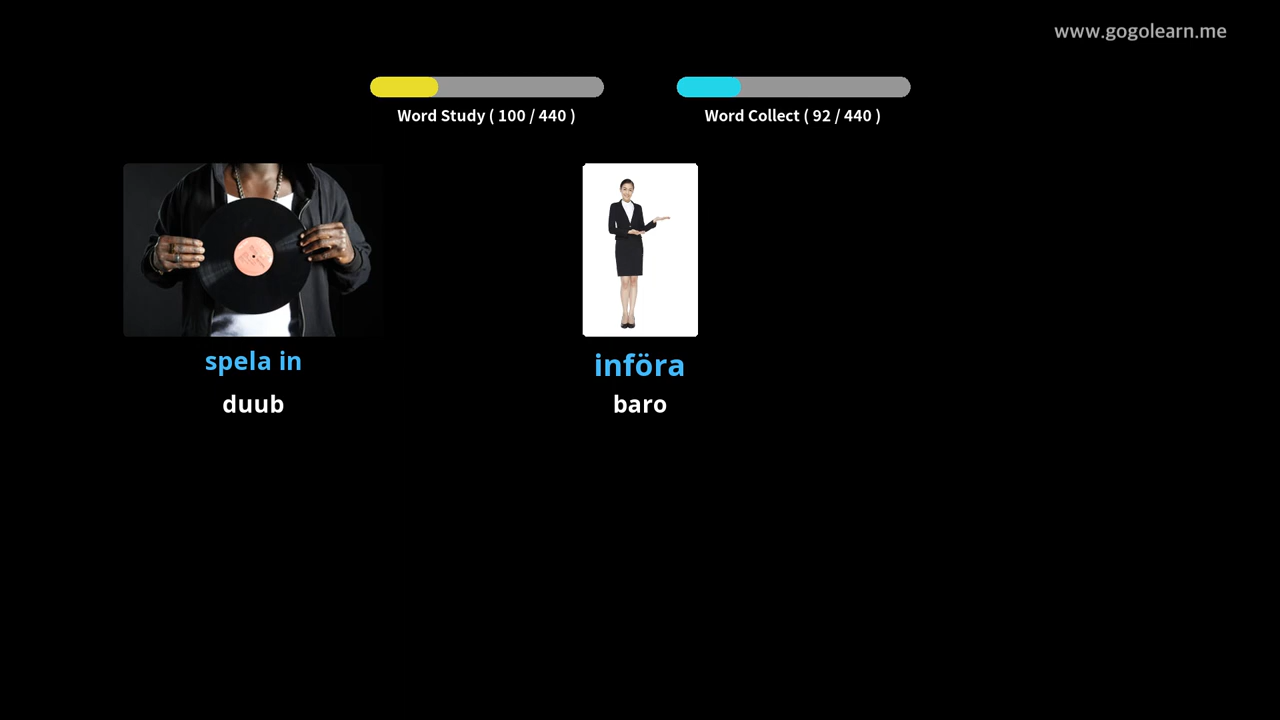 www.gogolearn.me
Word Study ( 100 / 440 )
Word Collect ( 92 / 440 )
spela in
duub
införa
baro